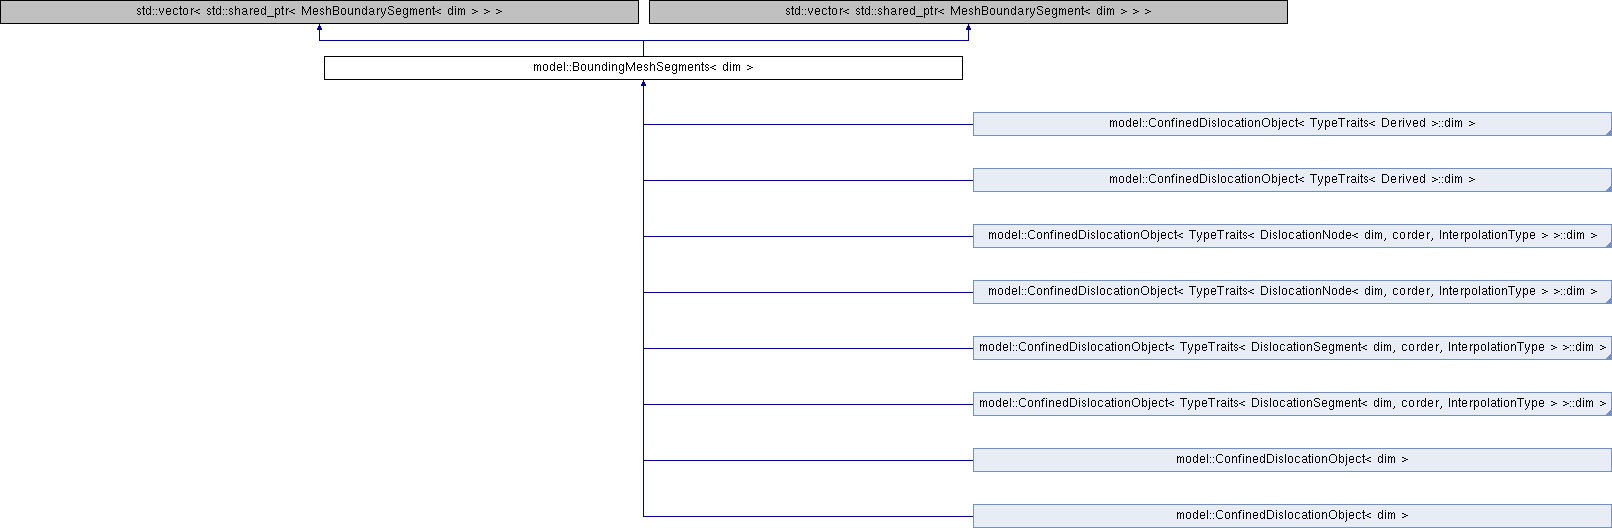 std::vector< std::shared_ptr< MeshBoundarySegment< dim > > >
std::vector< std::shared_ptr< MeshBoundarySegment< dim > > >
model::BoundingMeshSegments< dim >
model::ConfinedDislocationObject< TypeTraits< Derived >::dim >
model::ConfinedDislocationObject< TypeTraits< Derived >::dim >
model::ConfinedDislocationObject< TypeTraits< DislocationNode< dim, corder, InterpolationType > >::dim >
model::ConfinedDislocationObject< TypeTraits< DislocationNode< dim, corder, InterpolationType > >::dim >
model::ConfinedDislocationObject< TypeTraits< DislocationSegment< dim, corder, InterpolationType > >::dim >
model::ConfinedDislocationObject< TypeTraits< DislocationSegment< dim, corder, InterpolationType > >::dim >
model::ConfinedDislocationObject< dim >
model::ConfinedDislocationObject< dim >